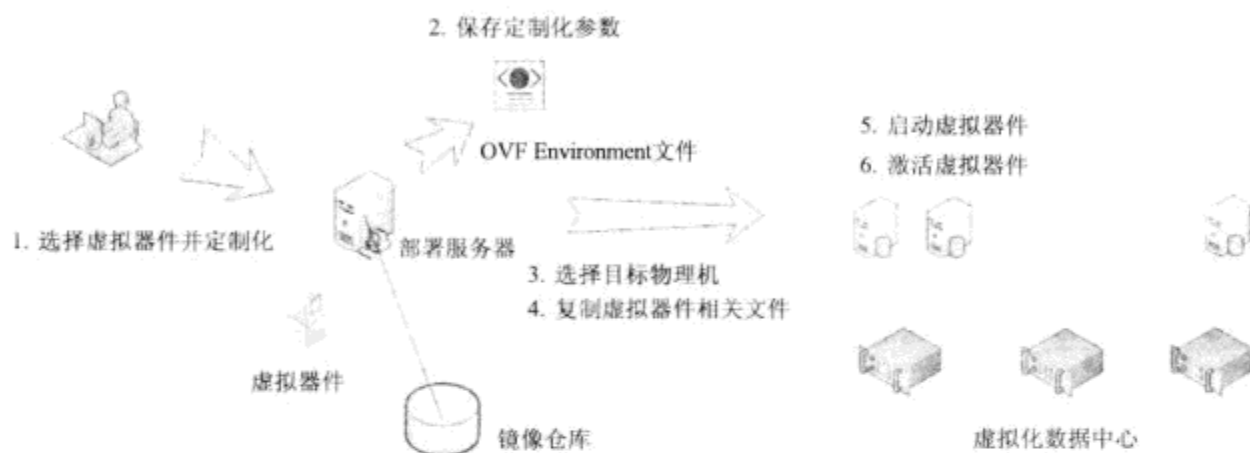 2. 保存定制化参数
OVF Environment文件
5. 启动虚拟器件
6. 激活虚拟器件
1. 选择虚拟器件并定制化
部署服务器
3. 选择目标物理机
4. 复制虚拟器件相关文件
虚拟器件
镜像仓库
虚拟化数据中心